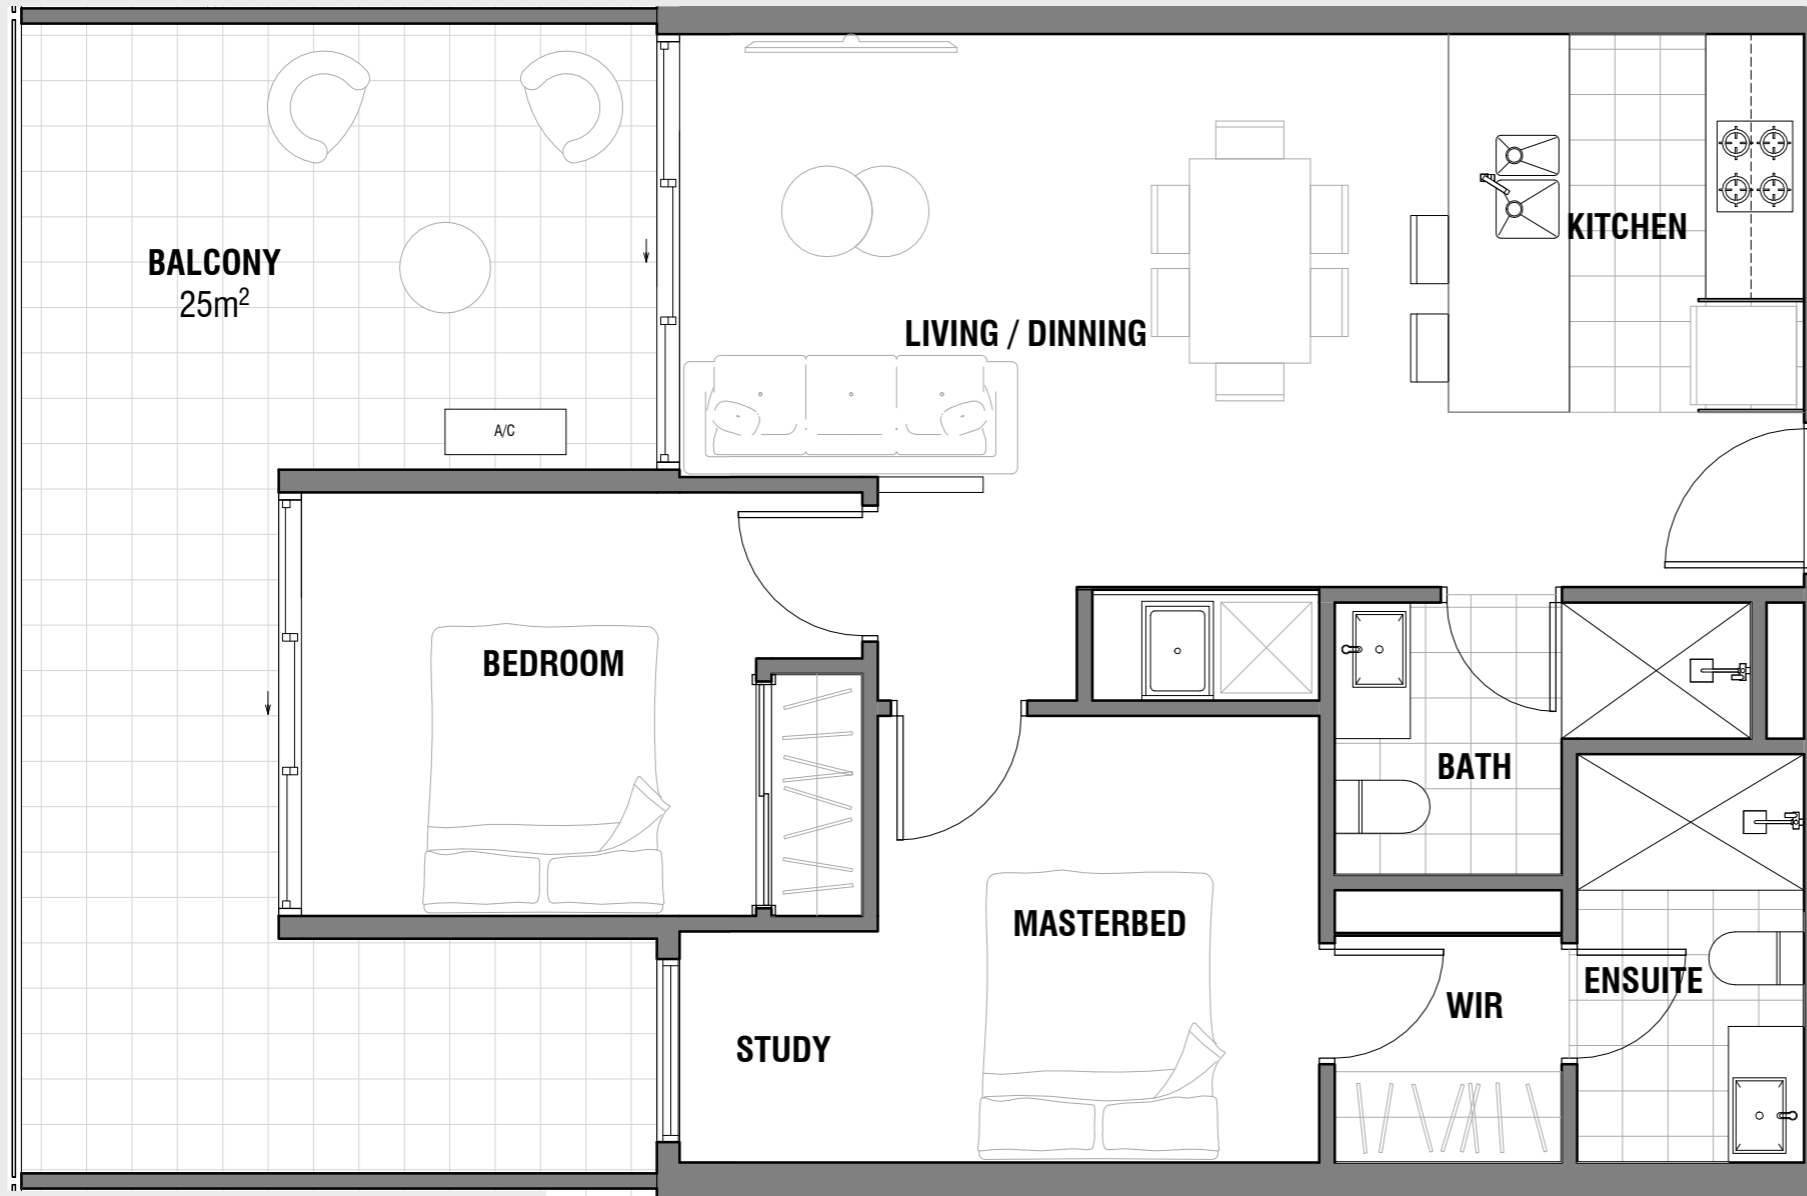 BALCONY
25m²
LIVING / DINNING
KITCHEN
A/C
BEDROOM
BATH
MASTERBED
ENSUITE
WIR
STUDY